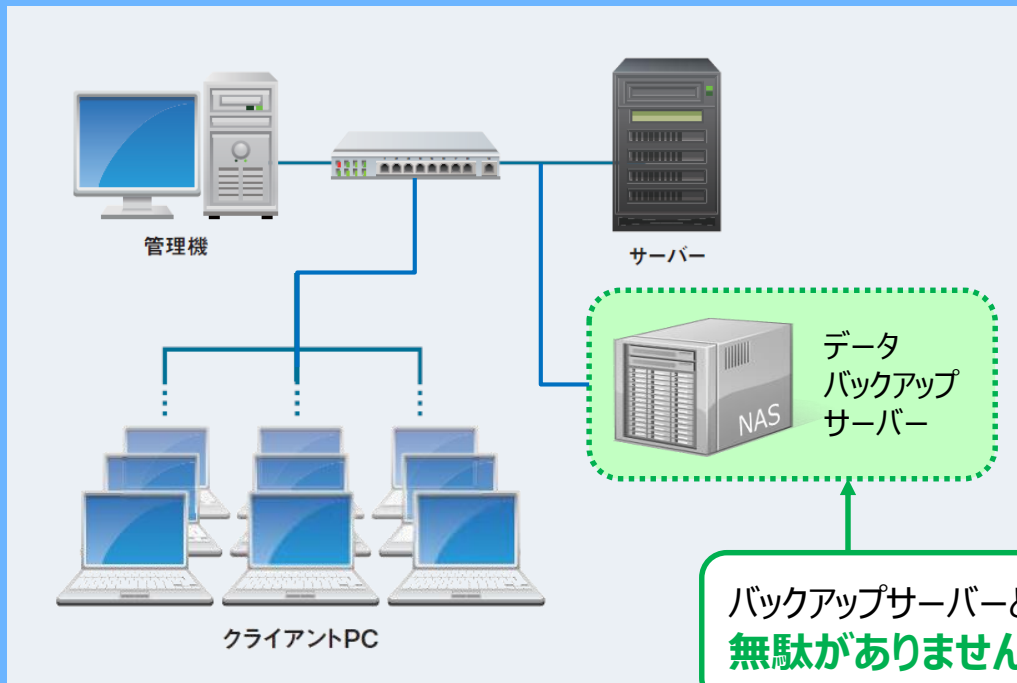 管理機
サーバー
NAS
データ
バックアップ
サーバー
クライアントPC
バックアップサーバーと
無駄がありません